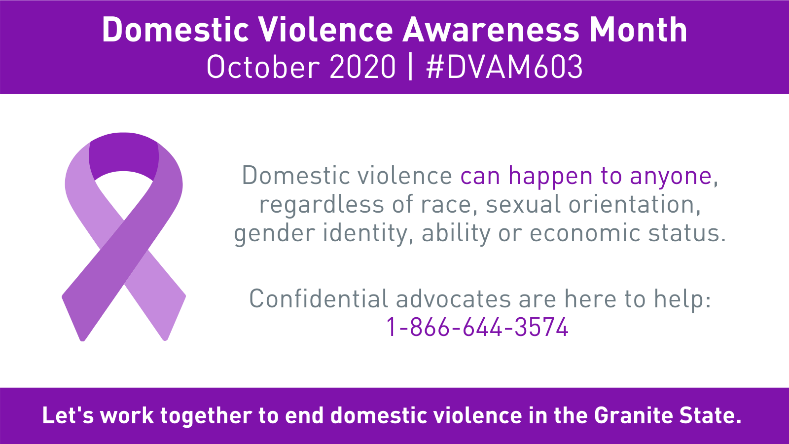 Domestic Violence Awareness Month
October 2020 | #DVAM603
Domestic violence can happen to anyone,
regardless of race, sexual orientation,
gender identity, ability or economic status.
Confidential advocates are here to help:
1-866-644-3574
Let's work together to end domestic violence in the Granite State.